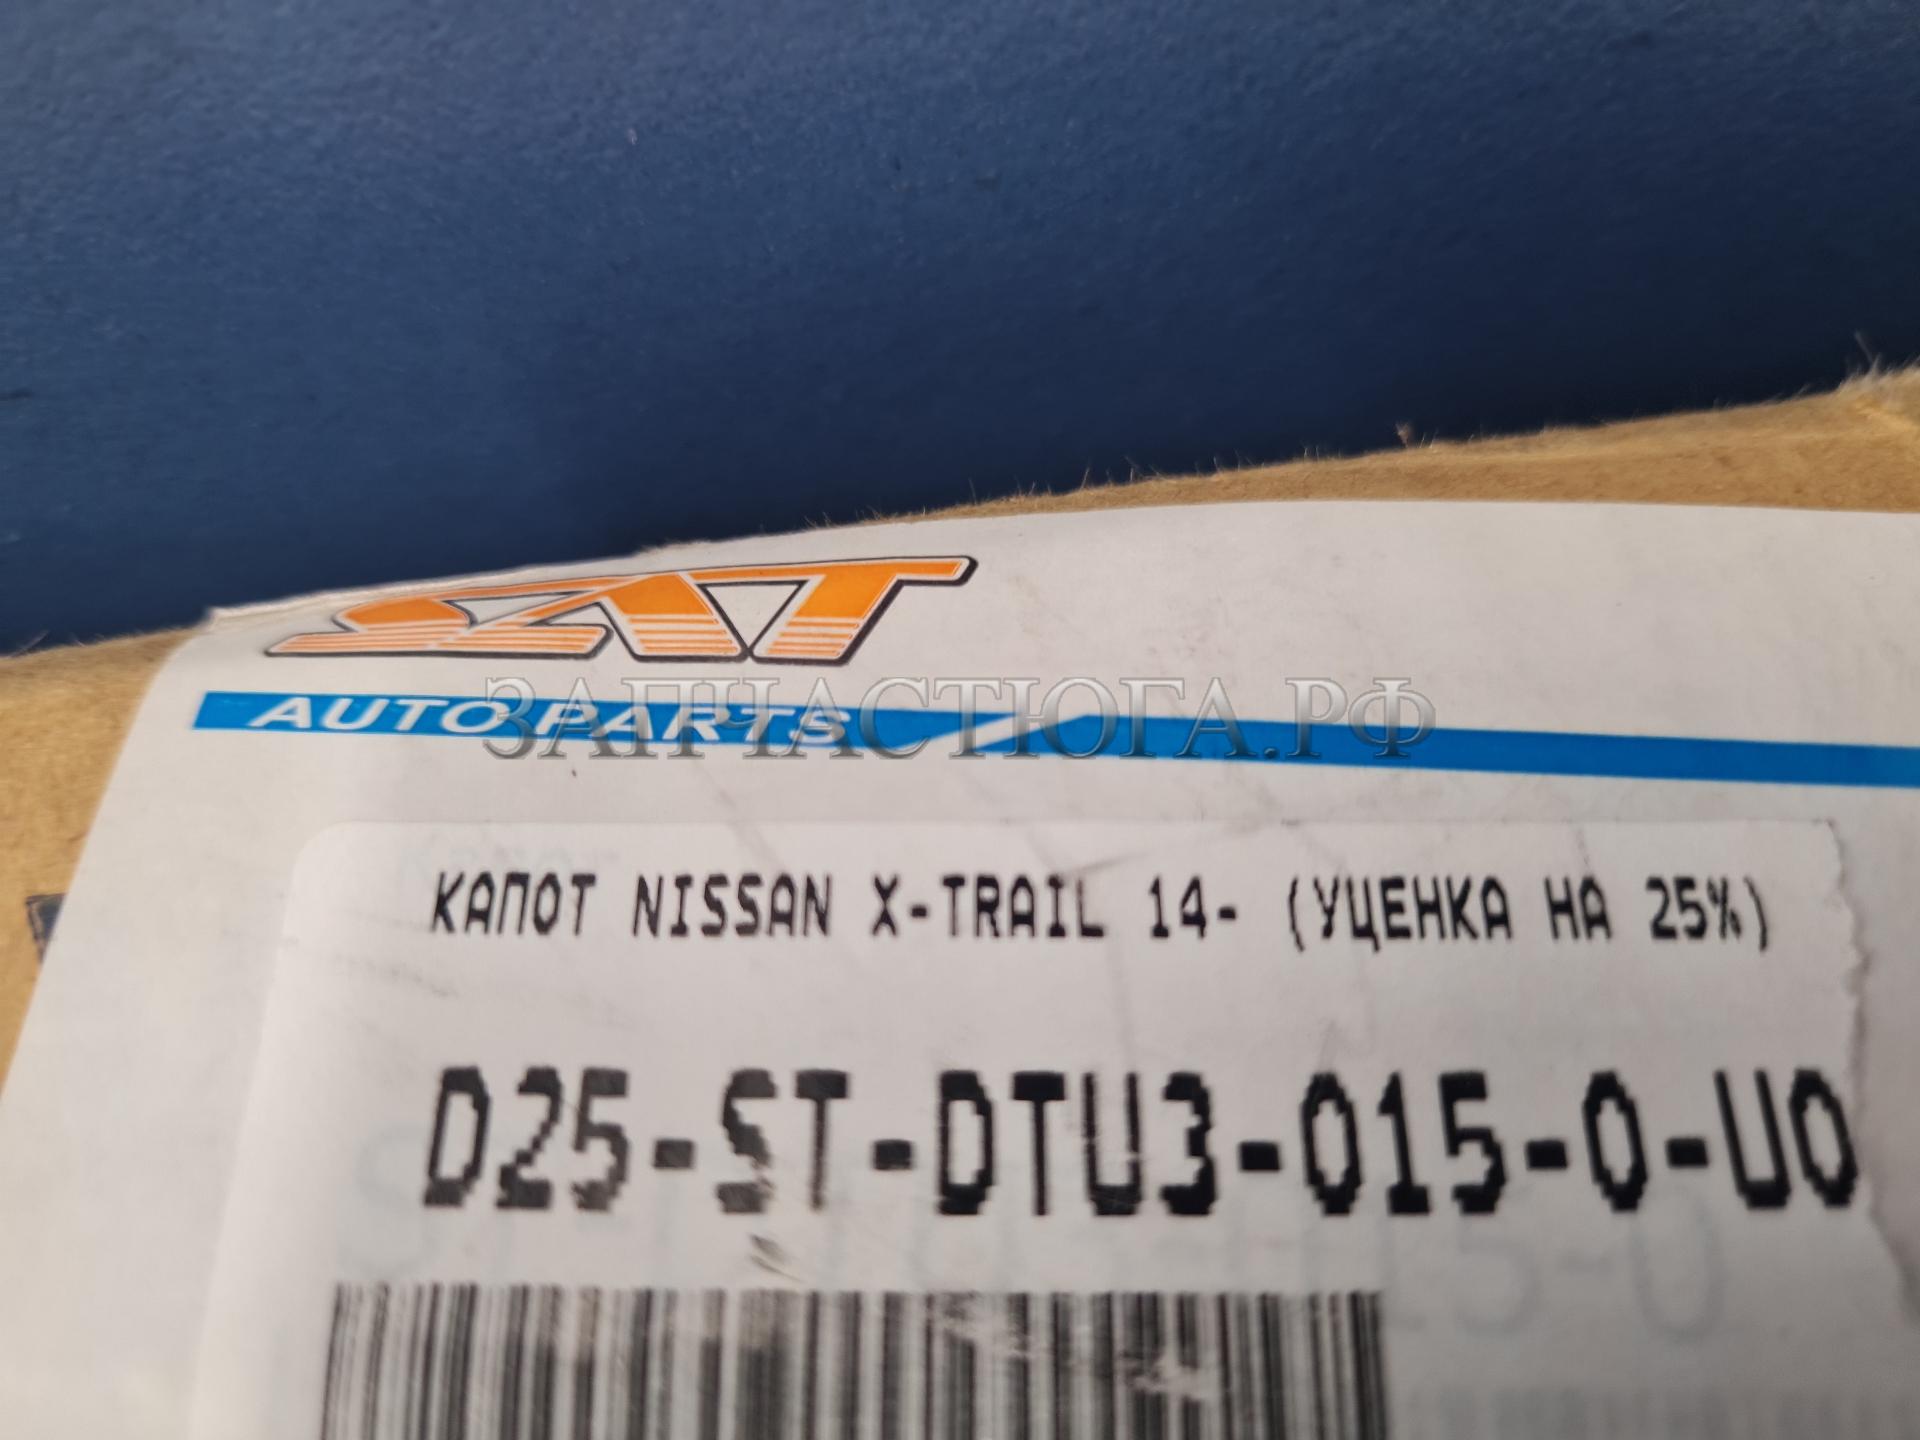 SAT
AUTO PARTS
ЗАПЧАСТЮГА.РФ
КАПОТ NISSAN X-TRAIL 14- (УЦЕНКА НА 25%)
D25-ST-DTU3-015-0-U0